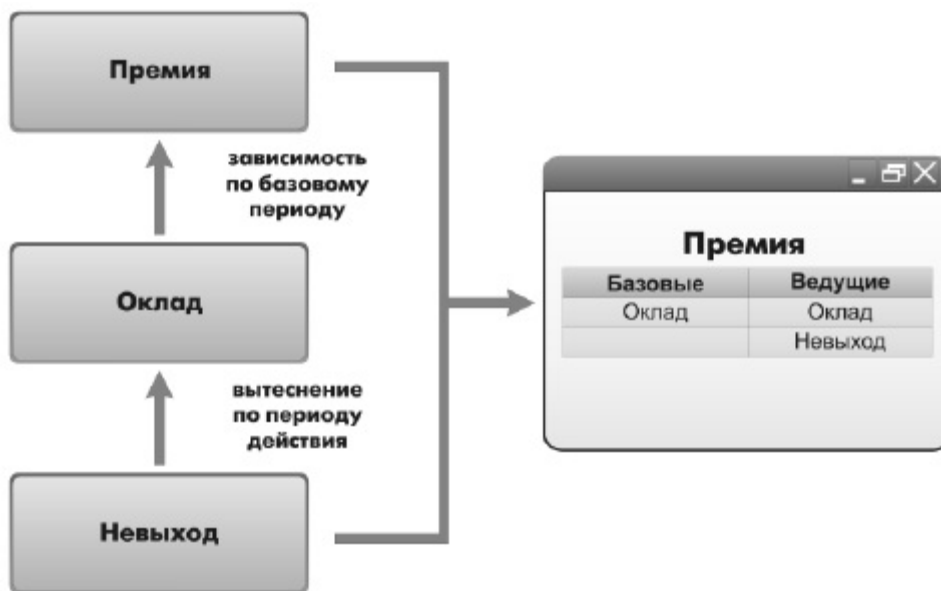 Премия
зависимость
по базовому
периоду
Оклад
вытеснение
по периоду
действия
Невыход
Премия
Базовые Ведущие
Оклад Оклад
Невыход